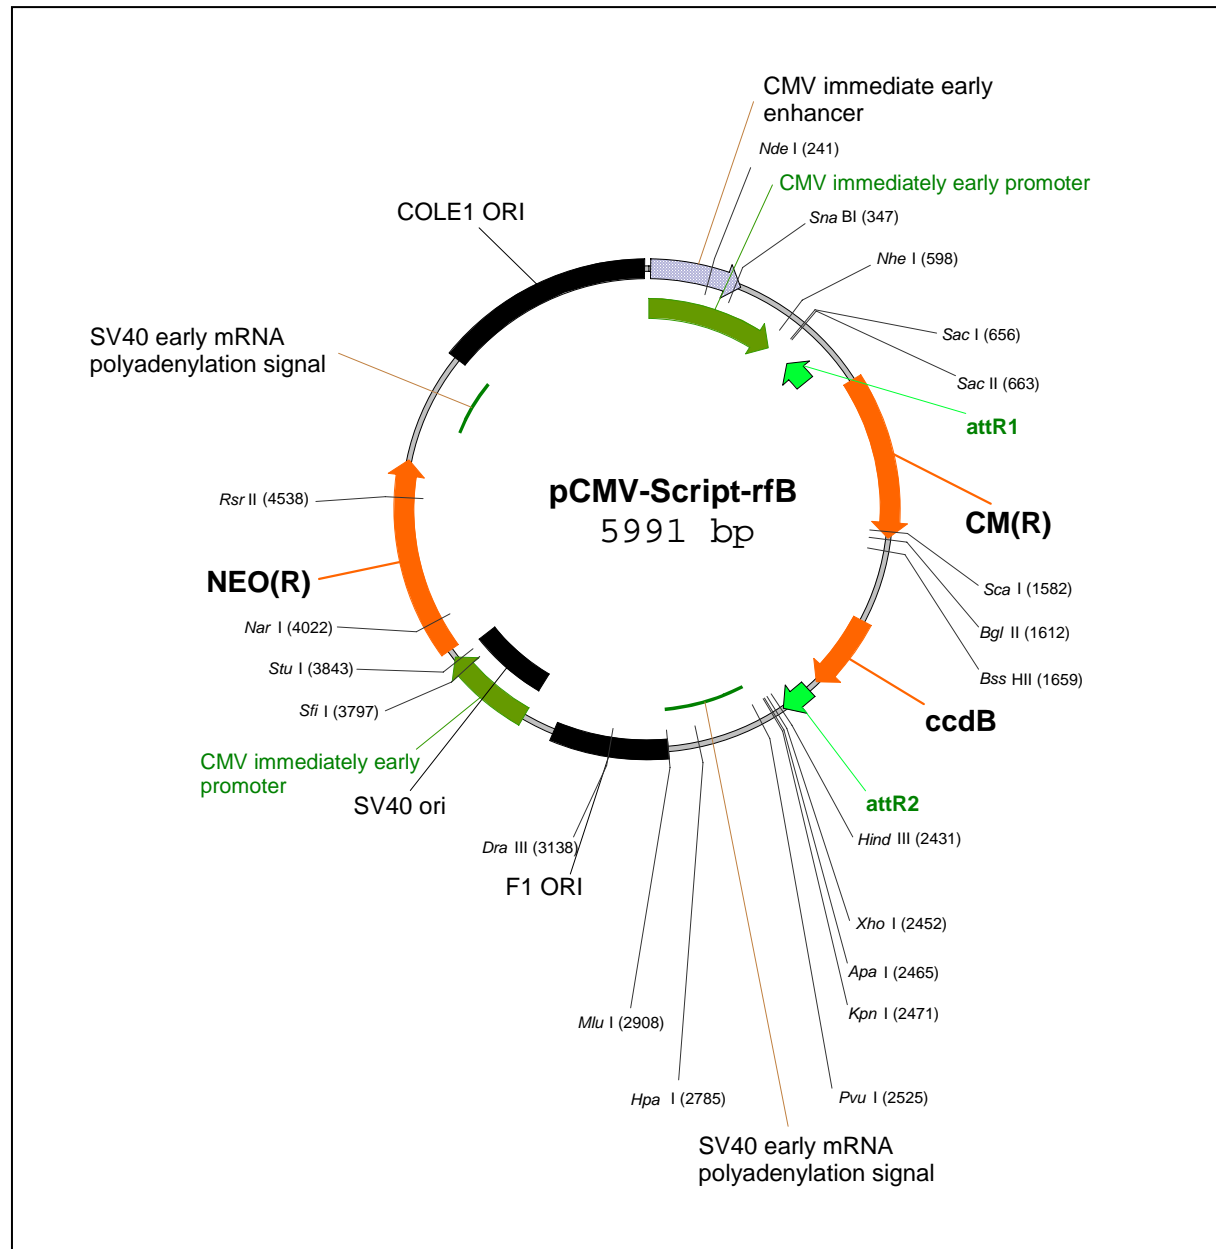 CMV immediate early
enhancer
Nde I (241)
CMV immediately early promoter
Sna BI (347)
COLE1 ORI
Nhe I (598)
SV40 early mRNA
polyadenylation signal
Sac I (656)
Sac II (663)
attR1
pCMV-Script-rfB
5991 bp
Rsr II (4538)
CM(R)
NEO(R)
Sca I (1582)
Nar I (4022)
Bgl II (1612)
Stu I (3843)
Bss HII (1659)
Sfi I (3797)
ccdB
CMV immediately early
promoter
SV40 ori
attR2
Hind III (2431)
Dra III (3138)
F1 ORI
Xho I (2452)
Apa I (2465)
Kpn I (2471)
Mlu I (2908)
Hpa I (2785)
Pvu I (2525)
SV40 early mRNA
polyadenylation signal